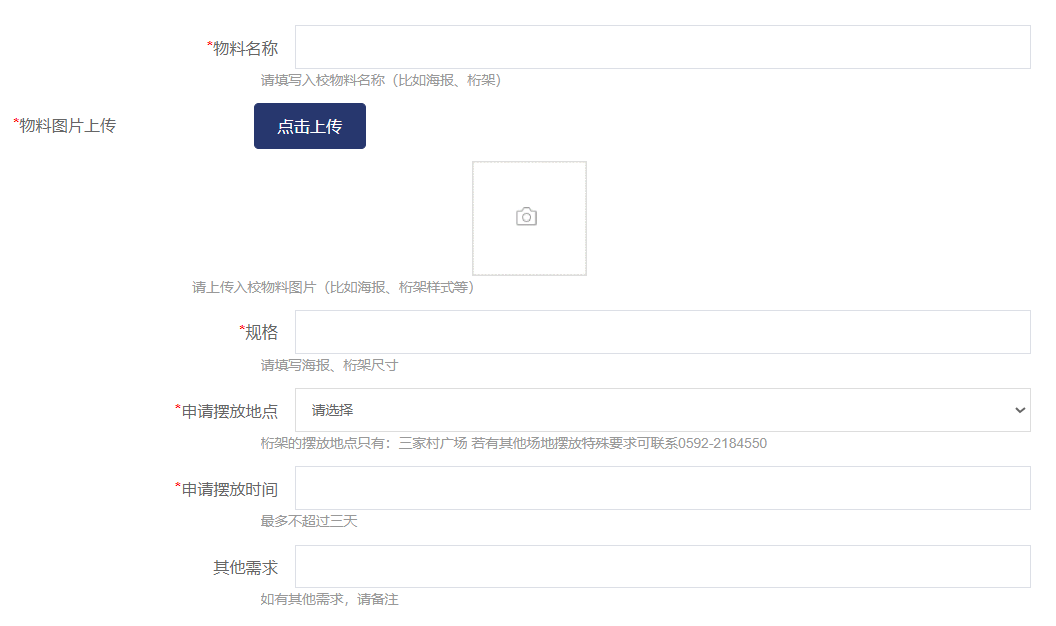 *物料名称
请填写入校物料名称（比如海报、桁架）
*物料图片上传
点击上传
请上传入校物料图片（比如海报、桁架样式等）
*规格
请填写海报、桁架尺寸
*申请摆放地点
请选择
桁架的摆放地点只有：三家村广场 若有其他场地摆放特殊要求可联系0592-2184550
*申请摆放时间
最多不超过三天
其他需求
如有其他需求，请备注